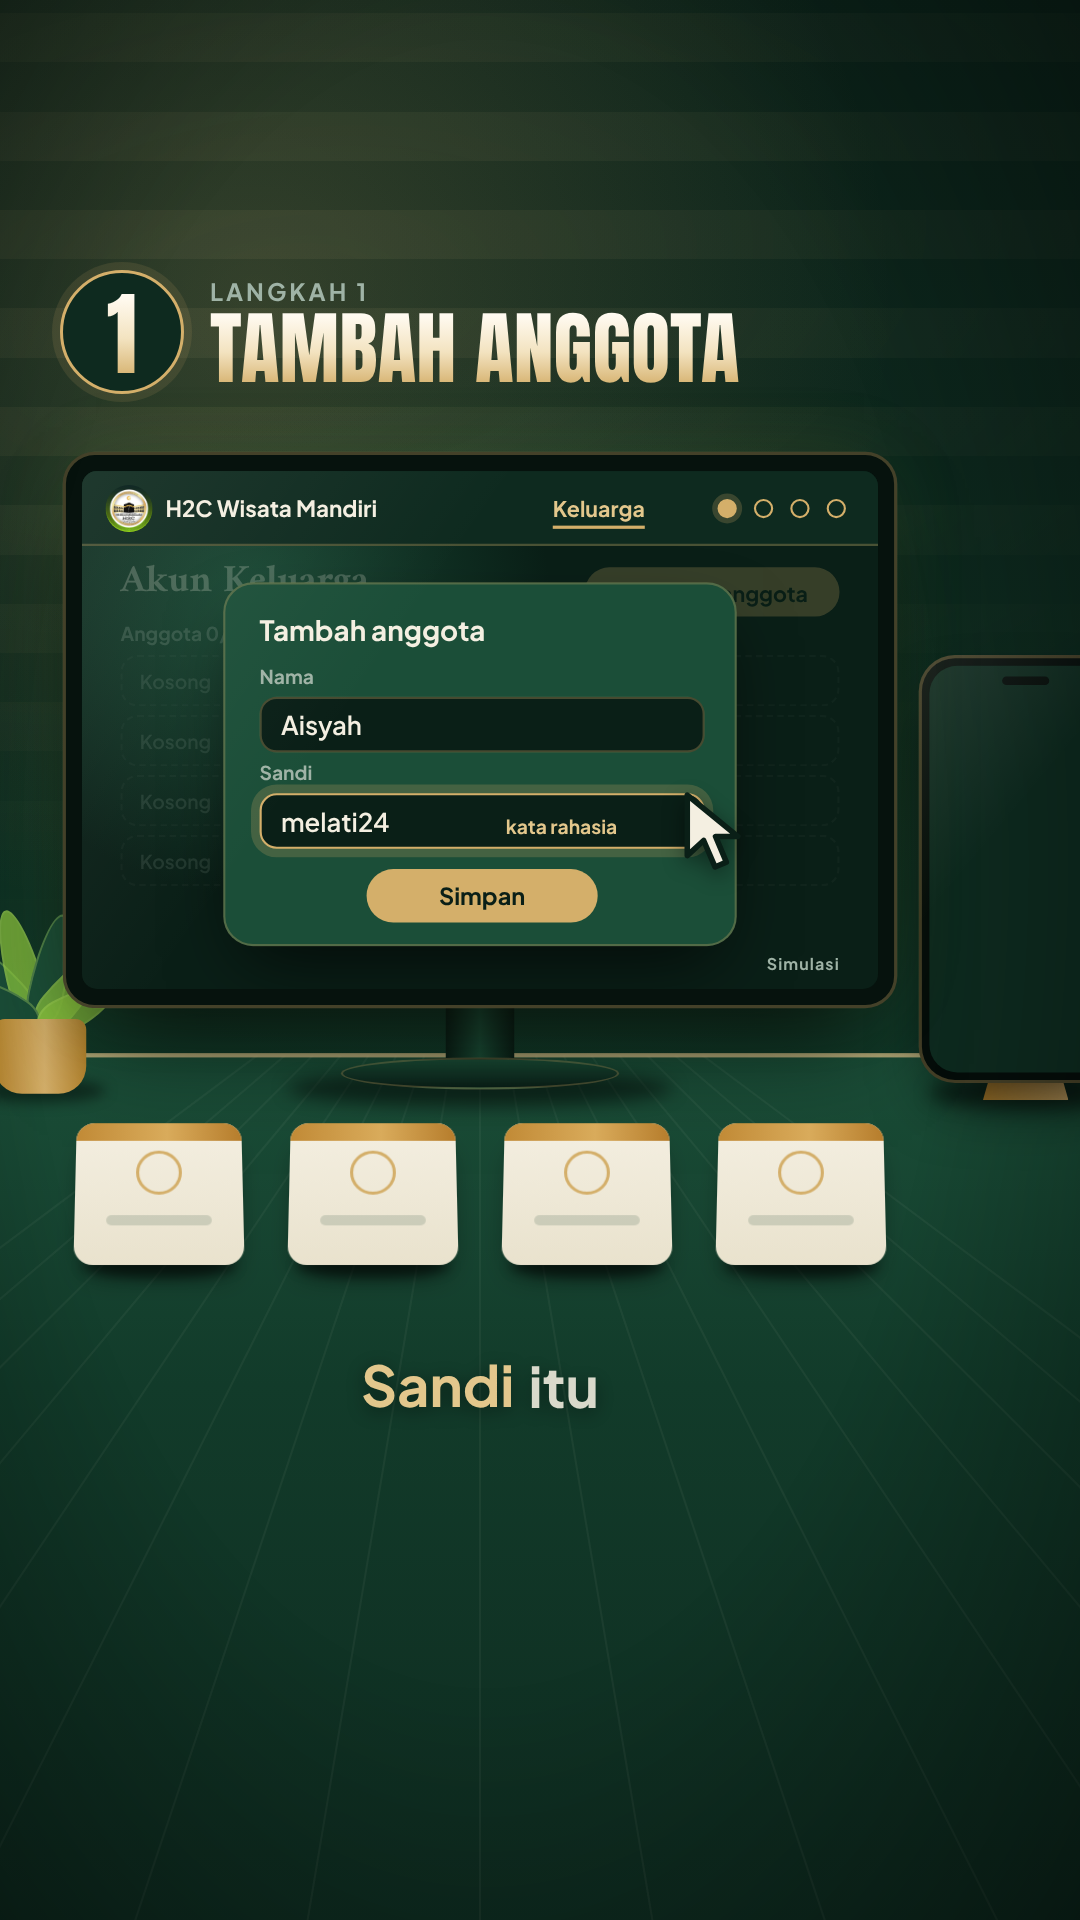 1
LANGKAH 1
TAMBAH ANGGOTA
H2C Wisata Mandiri
Keluarga
Akun Keluarga
nggota
Anggota 0/
Kosong
Kosong
Kosong
Kosong
Tambah anggota
Nama
Aisyah
Sandi
melati24
kata rahasia
Simpan
Simulasi
Sandi itu